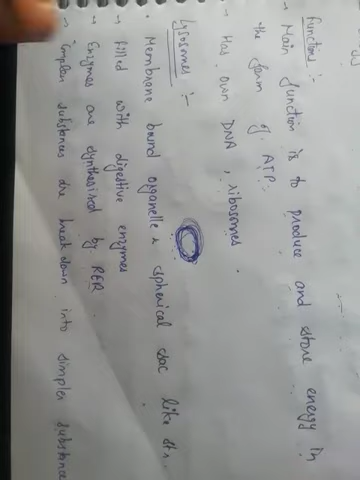 Functions :-
→ Main function is to produce and store energy in
the form of ATP.
→ Has own DNA, ribosomes.
Lysosomes :-
• Membrane bound organelle & spherical sac like str.
↑ filled with digestive enzymes
→ Enzymes are synthesised by RER
→ substances are break down into simpler substance